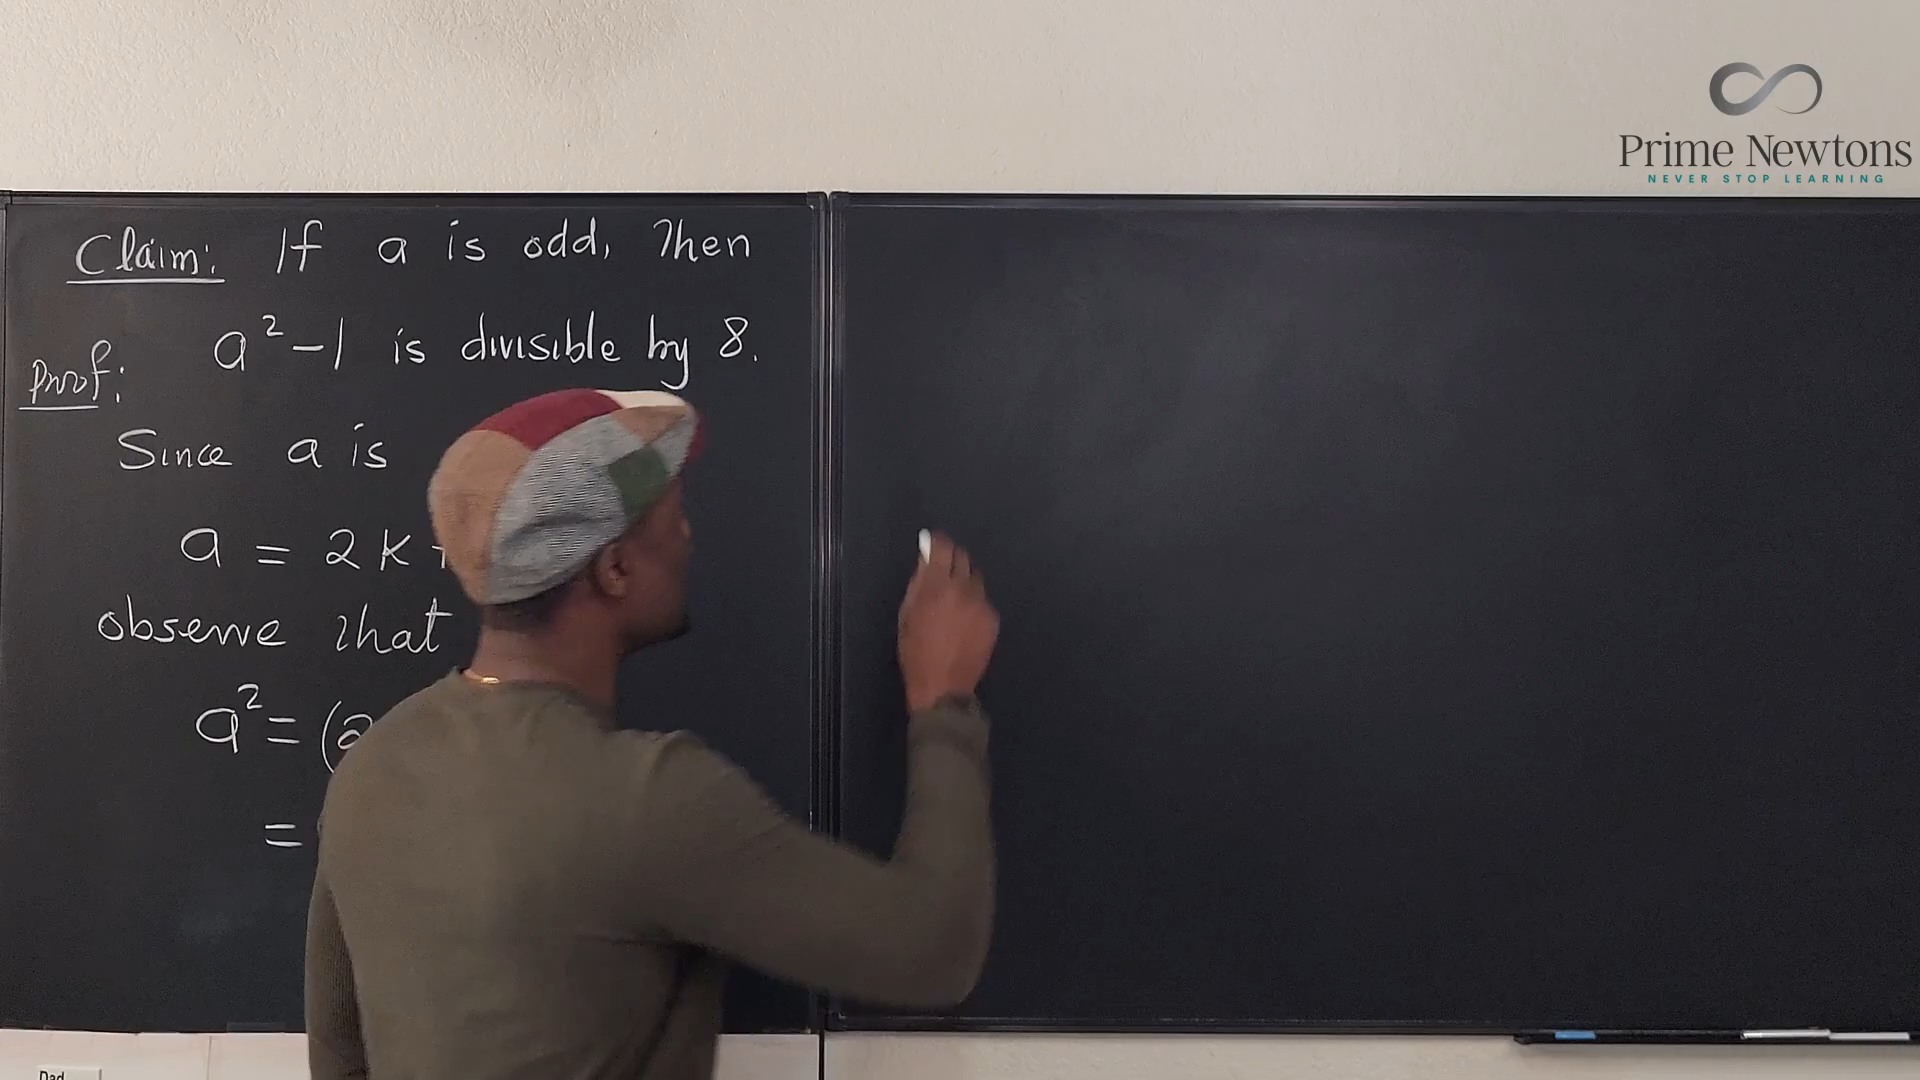 Prime Newtons
NEVER STOP LEARNING
Claim: If a is odd, Then
a²-1 is divisible by 8.
Proof:
Since a is
a = 2k +
observe that
a² = (2
=
Dad